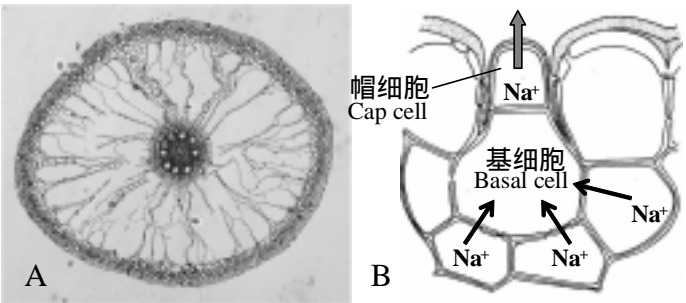 A
帽细胞
Cap cell
Na⁺
基细胞
Basal cell
Na⁺
Na⁺
Na⁺
B